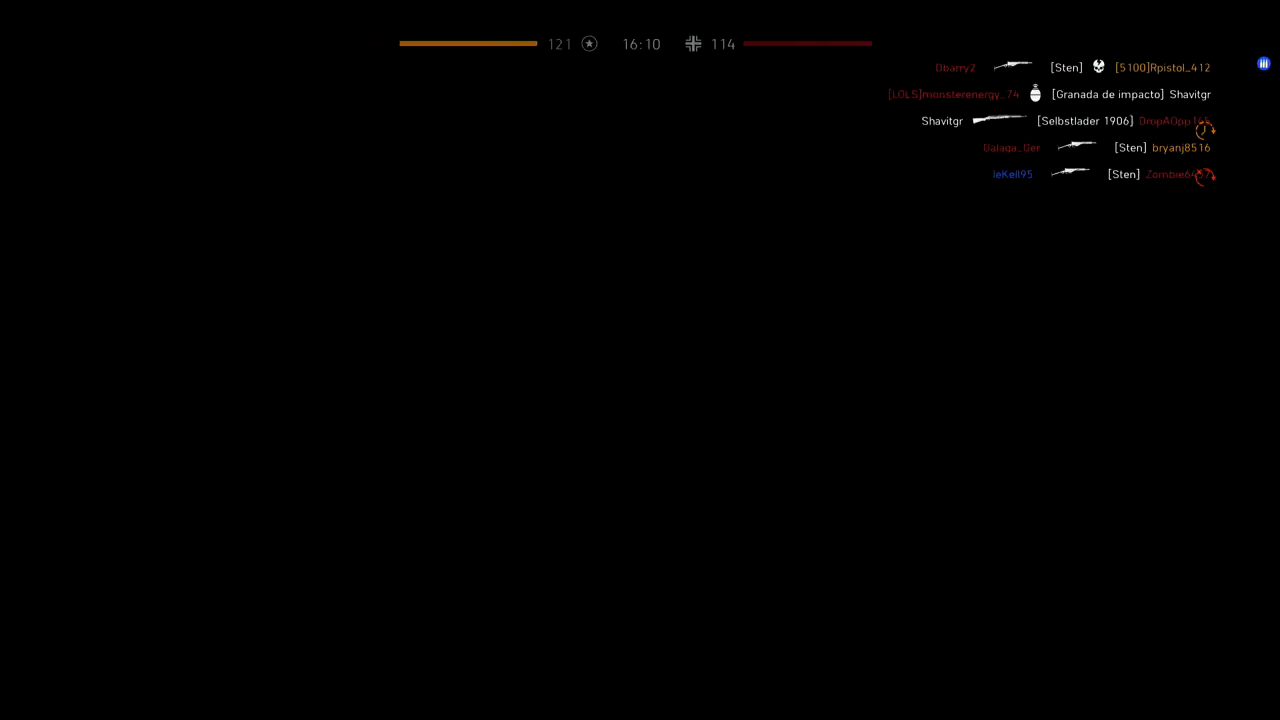 121 16:10 114
Dbarry2 [Sten] [5100]Rpistol_412
[LOLS]monsterenergy_74 [Granada de impacto] Shavitgr
Shavitgr [Selbstlader 1906]
[Sten] bryanj8516
leKell95 [Sten]